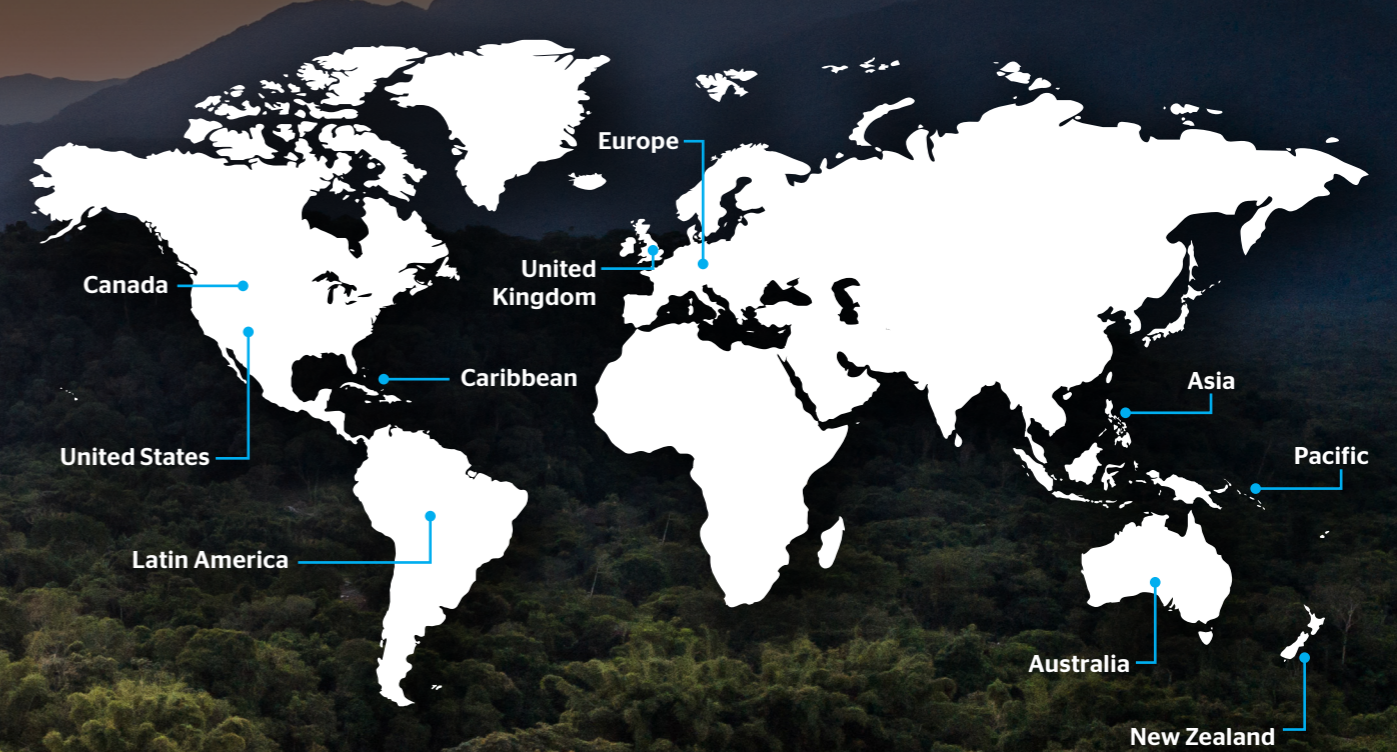 Europe
United
Kingdom
Canada
Caribbean
Asia
United States
Pacific
Latin America
Australia
New Zealand